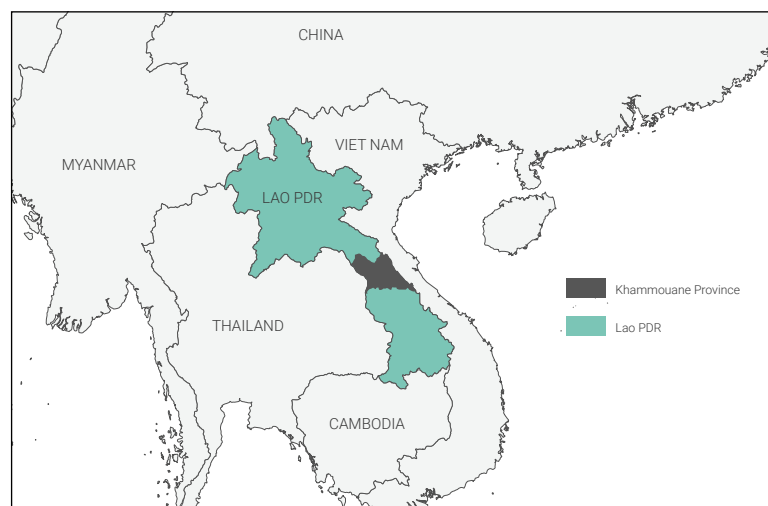 CHINA
VIET NAM
MYANMAR
LAO PDR
Khammouane Province
THAILAND
Lao PDR
CAMBODIA